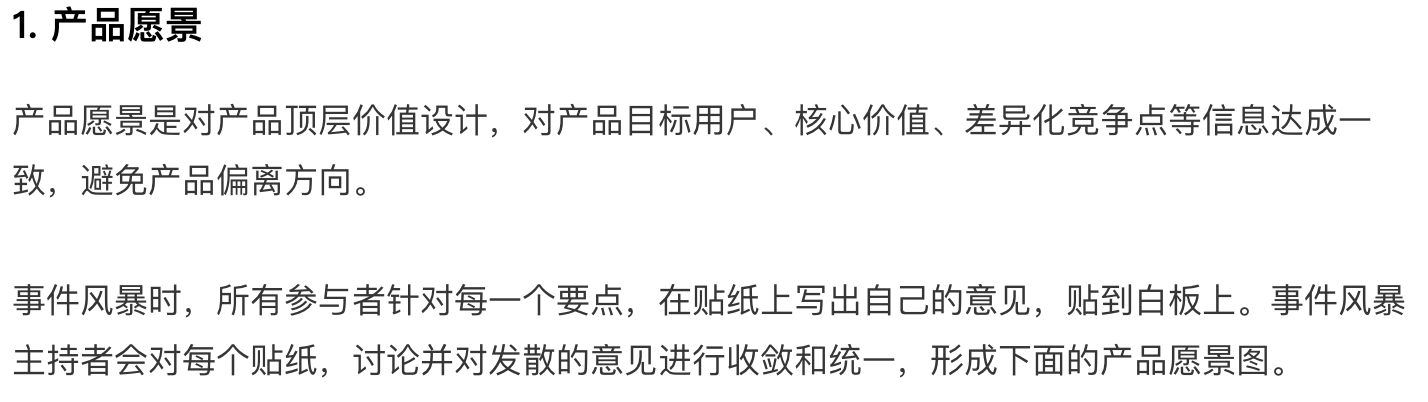 1. 产品愿景
产品愿景是对产品顶层价值设计，对产品目标用户、核心价值、差异化竞争点等信息达成一
致，避免产品偏离方向。
事件风暴时，所有参与者针对每一个要点，在贴纸上写出自己的意见，贴到白板上。事件风暴
主持者会对每个贴纸，讨论并对发散的意见进行收敛和统一，形成下面的产品愿景图。